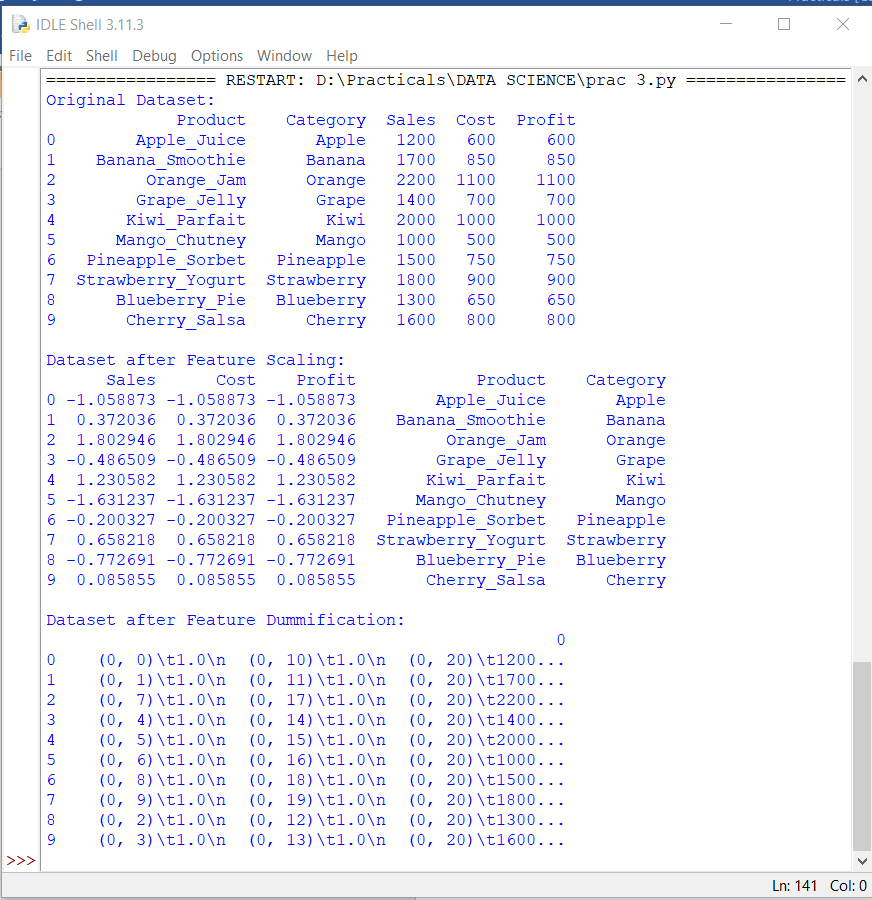 IDLE Shell 3.11.3
File Edit Shell Debug Options Window Help
================= RESTART: D:\Practicals\DATA SCIENCE\prac 3.py ================
Original Dataset:
             Product    Category  Sales  Cost  Profit
0        Apple_Juice       Apple   1200   600     600
1    Banana_Smoothie      Banana   1700   850     850
2         Orange_Jam      Orange   2200  1100    1100
3        Grape_Jelly       Grape   1400   700     700
4       Kiwi_Parfait        Kiwi   2000  1000    1000
5      Mango_Chutney       Mango   1000   500     500
6   Pineapple_Sorbet   Pineapple   1500   750     750
7  Strawberry_Yogurt  Strawberry   1800   900     900
8      Blueberry_Pie   Blueberry   1300   650     650
9       Cherry_Salsa      Cherry   1600   800     800
Dataset after Feature Scaling:
      Sales      Cost    Profit            Product    Category
0 -1.058873 -1.058873 -1.058873        Apple_Juice       Apple
1  0.372036  0.372036  0.372036    Banana_Smoothie      Banana
2  1.802946  1.802946  1.802946         Orange_Jam      Orange
3 -0.486509 -0.486509 -0.486509        Grape_Jelly       Grape
4  1.230582  1.230582  1.230582       Kiwi_Parfait        Kiwi
5 -1.631237 -1.631237 -1.631237      Mango_Chutney       Mango
6 -0.200327 -0.200327 -0.200327   Pineapple_Sorbet   Pineapple
7  0.658218  0.658218  0.658218  Strawberry_Yogurt  Strawberry
8 -0.772691 -0.772691 -0.772691      Blueberry_Pie   Blueberry
9  0.085855  0.085855  0.085855       Cherry_Salsa      Cherry
Dataset after Feature Dummification:
                                                   0
0    (0, 0)\t1.0\n  (0, 10)\t1.0\n  (0, 20)\t1200...
1    (0, 1)\t1.0\n  (0, 11)\t1.0\n  (0, 20)\t1700...
2    (0, 7)\t1.0\n  (0, 17)\t1.0\n  (0, 20)\t2200...
3    (0, 4)\t1.0\n  (0, 14)\t1.0\n  (0, 20)\t1400...
4    (0, 5)\t1.0\n  (0, 15)\t1.0\n  (0, 20)\t2000...
5    (0, 6)\t1.0\n  (0, 16)\t1.0\n  (0, 20)\t1000...
6    (0, 8)\t1.0\n  (0, 18)\t1.0\n  (0, 20)\t1500...
7    (0, 9)\t1.0\n  (0, 19)\t1.0\n  (0, 20)\t1800...
8    (0, 2)\t1.0\n  (0, 12)\t1.0\n  (0, 20)\t1300...
9    (0, 3)\t1.0\n  (0, 13)\t1.0\n  (0, 20)\t1600...
>>>
Ln: 141 Col: 0